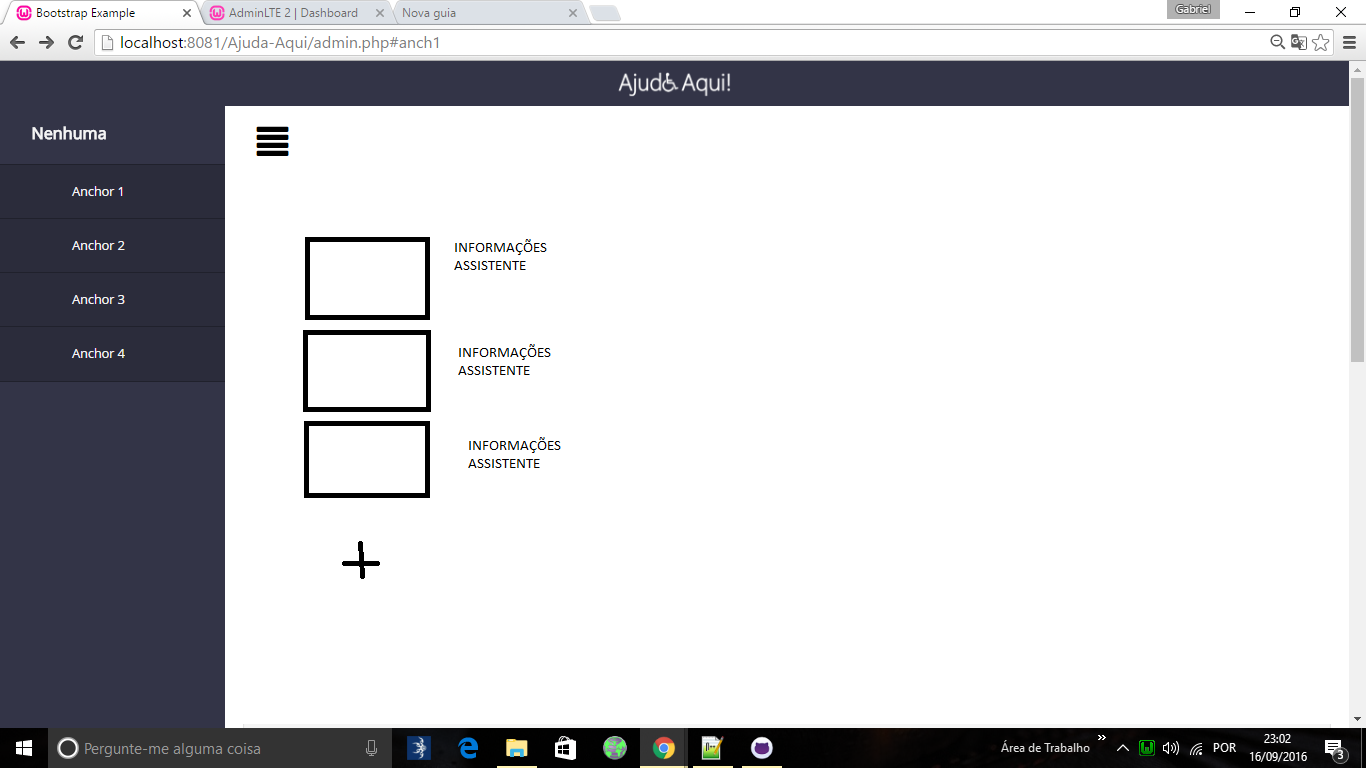 Bootstrap Example
AdminLTE 2 | Dashboard
Nova guia
Gabriel
localhost:8081/Ajuda-Aqui/admin.php#anch1
Ajuda Aqui!
Nenhuma
Anchor 1
Anchor 2
Anchor 3
Anchor 4
INFORMAÇÕES
ASSISTENTE
INFORMAÇÕES
ASSISTENTE
INFORMAÇÕES
ASSISTENTE
Pergunte-me alguma coisa
Área de Trabalho
POR
23:02
16/09/2016
3